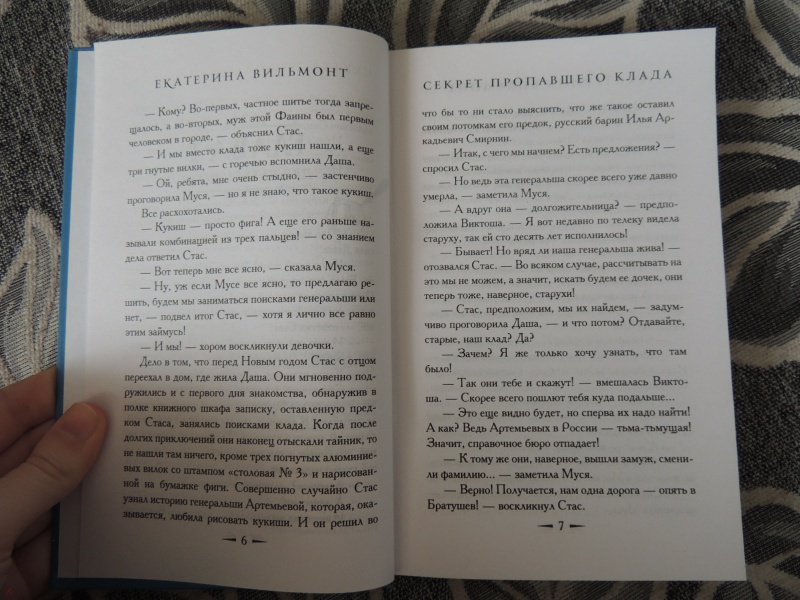 ЕКАТЕРИНА ВИЛЬМОНТ
— Кому? Во-первых, частное шитье тогда запре-
щалось, а во-вторых, муж этой Фаины был первым
человеком в городе, — объяснил Стас.
— И мы вместо клада тоже кукиш нашли, а еще
три гнутые вилки, — с горечью вспомнила Даша.
— Ой, ребята, мне очень стыдно, — застенчиво
проговорила Муся, — но я не знаю, что такое кукиш.
Все расхохотались.
— Кукиш — просто фига! А еще его раньше на-
зывали комбинацией из трех пальцев! — со знанием
дела ответил Стас.
— Вот теперь мне все ясно, — сказала Муся.
— Ну, уж если Мусе все ясно, то предлагаю ре-
шить, будем мы заниматься поисками генеральши или
нет, — подвел итог Стас, — хотя я лично все равно
этим займусь!
— И мы! — хором воскликнули девочки.
Дело в том, что перед Новым годом Стас с отцом
переехал в дом, где жила Даша. Они мгновенно под-
ружились и с первого дня знакомства, обнаружив в
полке книжного шкафа записку, оставленную пред-
ком Стаса, занялись поисками клада. Когда после
долгих приключений они наконец отыскали тайник, то
не нашли там ничего, кроме трех погнутых алюминие-
вых вилок со штампом «столовая № 3» и нарисован-
ной на бумажке фиги. Совершенно случайно Стас
узнал историю генеральши Артемьевой, которая, ока-
зывается, любила рисовать кукиши. И он решил во
6
СЕКРЕТ ПРОПАВШЕГО КЛАДА
что бы то ни стало выяснить, что же такое оставил
своим потомкам его предок, русский барин Илья Ар-
кадьевич Смирнин.
— Итак, с чего мы начнем? Есть предложения? —
спросил Стас.
— Но ведь эта генеральша скорее всего уже давно
умерла, — заметила Муся.
— А вдруг она — долгожительница? — предпо-
ложила Виктоша. — Я вот недавно по телеку видела
старуху, так ей сто десять лет исполнилось!
— Бывает! Но вряд ли наша генеральша жива! —
отозвался Стас. — Во всяком случае, рассчитывать на
это мы не можем, а значит, искать будем ее дочек, они
теперь тоже, наверное, старухи!
— Стас, предположим, мы их найдем, — задум-
чиво проговорила Даша, — и что потом? Отдавайте,
старые, наш клад? Да?
— Зачем? Я же только хочу узнать, что там
было!
— Так они тебе и скажут! — вмешалась Викто-
ша. — Скорее всего пошлют тебя куда подальше...
— Это еще видно будет, но сперва их надо найти!
А как? Ведь Артемьевых в России — тьма-тьмущая!
Значит, справочное бюро отпадает!
— К тому же они, наверное, вышли замуж, смени-
ли фамилию... — заметила Муся.
— Верно! Получается, нам одна дорога — опять в
Братушев! — воскликнул Стас.
7